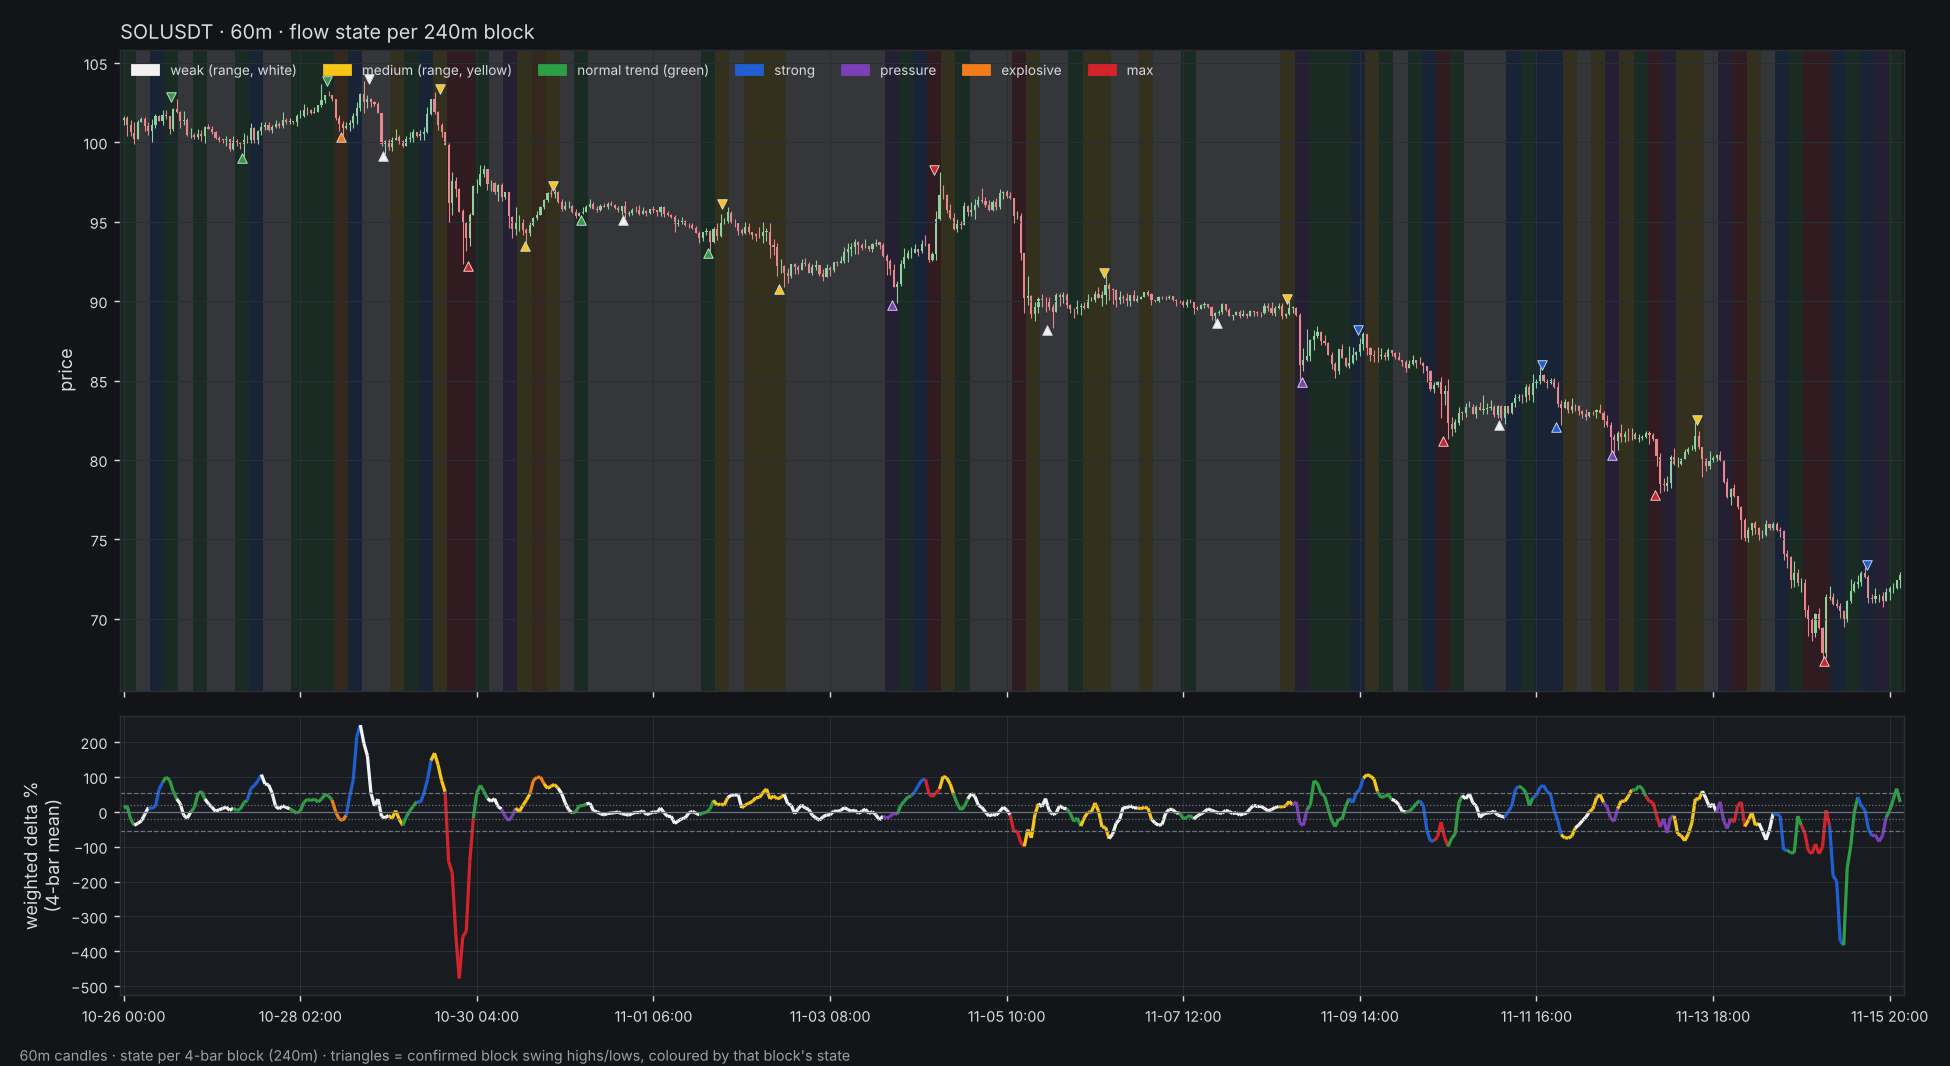 SOLUSDT · 60m · flow state per 240m block
weak (range, white)
medium (range, yellow)
normal trend (green)
strong
pressure
explosive
max
price
105
100
95
90
85
80
75
70
weighted delta %
(4-bar mean)
200
100
0
−100
−200
−300
−400
−500
10-26 00:00
10-28 02:00
10-30 04:00
11-01 06:00
11-03 08:00
11-05 10:00
11-07 12:00
11-09 14:00
11-11 16:00
11-13 18:00
11-15 20:00
60m candles · state per 4-bar block (240m) · triangles = confirmed block swing highs/lows, coloured by that block's state